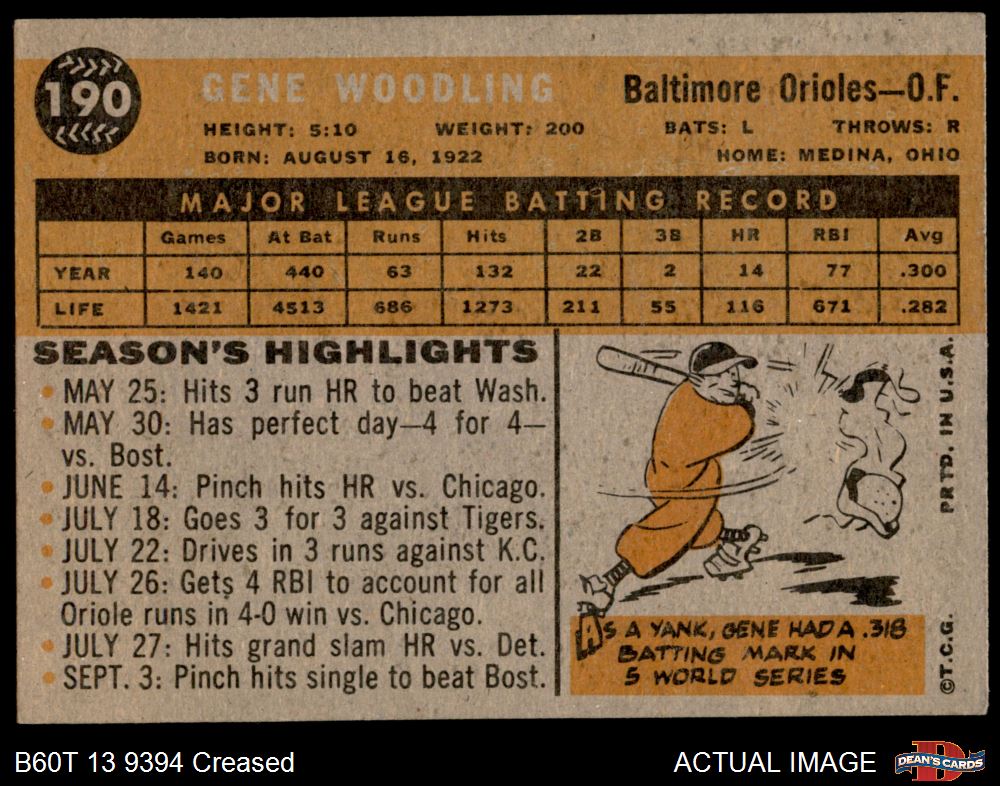 190
GENE WOODLING
Baltimore Orioles—O.F.
HEIGHT: 5:10 WEIGHT: 200 BATS: L THROWS: R
BORN: AUGUST 16, 1922 HOME: MEDINA, OHIO
MAJOR LEAGUE BATTING RECORD
Games At Bat Runs Hits 2B 3B HR RBI Avg
YEAR 140 440 63 132 22 2 14 77 .300
LIFE 1421 4513 686 1273 211 55 116 671 .282
SEASON'S HIGHLIGHTS
• MAY 25: Hits 3 run HR to beat Wash.
• MAY 30: Has perfect day—4 for 4—
vs. Bost.
• JUNE 14: Pinch hits HR vs. Chicago.
• JULY 18: Goes 3 for 3 against Tigers.
• JULY 22: Drives in 3 runs against K.C.
• JULY 26: Gets 4 RBI to account for all
Oriole runs in 4-0 win vs. Chicago.
• JULY 27: Hits grand slam HR vs. Det.
• SEPT. 3: Pinch hits single to beat Bost.
AS A YANK, GENE HAD A .318
BATTING MARK IN
5 WORLD SERIES
©T.C.G. PRTD. IN U.S.A.
B60T 13 9394 Creased
ACTUAL IMAGE
DEAN'S CARDS